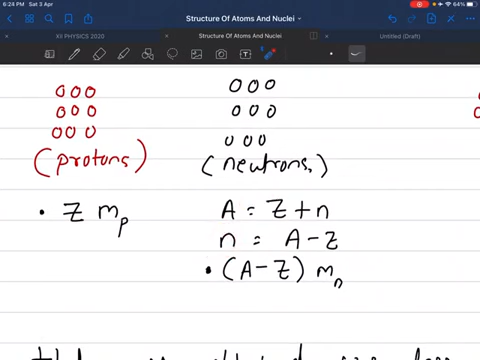 6:28 PM Sat 3 Apr
64%
Structure Of Atoms And Nuclei
XII PHYSICS 2020
Structure Of Atoms And Nuclei
Untitled (Draft)
(protons)
(neutrons)
• Z mp
A = Z + n
n = A - Z
• (A - Z) mn